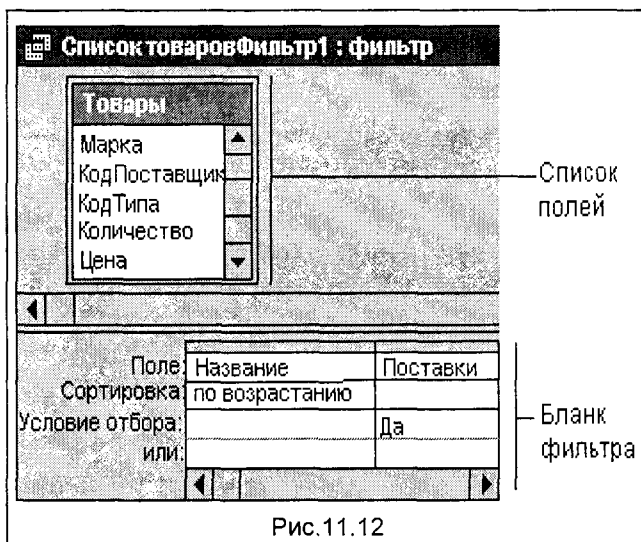 Список товаровФильтр1 : фильтр
Товары
Марка
КодПоставщик
КодТипа
Количество
Цена
Список
полей
Поле: Название Поставки
Сортировка: по возрастанию
Условие отбора: Да
или:
Бланк
фильтра
Рис.11.12